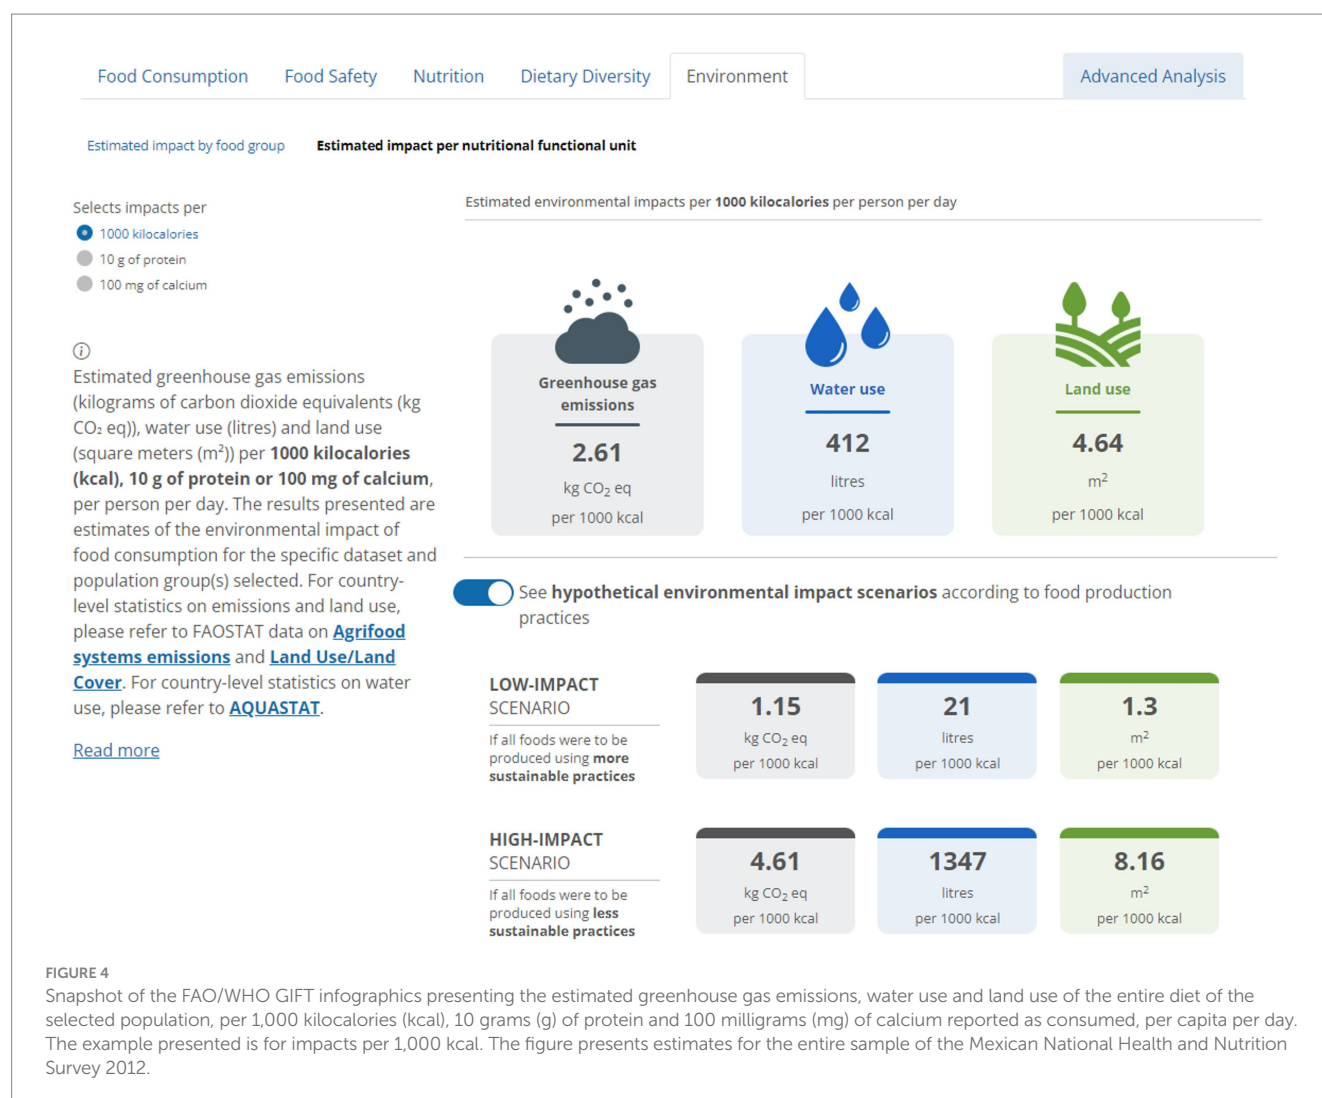 Food Consumption
Food Safety
Nutrition
Dietary Diversity
Environment
Advanced Analysis
Estimated impact by food group
Estimated impact per nutritional functional unit
Selects impacts per
1000 kilocalories
10 g of protein
100 mg of calcium
Estimated greenhouse gas emissions
(kilograms of carbon dioxide equivalents (kg
CO₂ eq)), water use (litres) and land use
(square meters (m²)) per 1000 kilocalories
(kcal), 10 g of protein or 100 mg of calcium,
per person per day. The results presented are
estimates of the environmental impact of
food consumption for the specific dataset and
population group(s) selected. For country-
level statistics on emissions and land use,
please refer to FAOSTAT data on Agrifood
systems emissions and Land Use/Land
Cover. For country-level statistics on water
use, please refer to AQUASTAT.
Read more
Estimated environmental impacts per 1000 kilocalories per person per day
Greenhouse gas
emissions
2.61
kg CO₂ eq
per 1000 kcal
Water use
412
litres
per 1000 kcal
Land use
4.64
m²
per 1000 kcal
See hypothetical environmental impact scenarios according to food production
practices
LOW-IMPACT
SCENARIO
If all foods were to be
produced using more
sustainable practices
1.15
kg CO₂ eq
per 1000 kcal
21
litres
per 1000 kcal
1.3
m²
per 1000 kcal
HIGH-IMPACT
SCENARIO
If all foods were to be
produced using less
sustainable practices
4.61
kg CO₂ eq
per 1000 kcal
1347
litres
per 1000 kcal
8.16
m²
per 1000 kcal
FIGURE 4
Snapshot of the FAO/WHO GIFT infographics presenting the estimated greenhouse gas emissions, water use and land use of the entire diet of the
selected population, per 1,000 kilocalories (kcal), 10 grams (g) of protein and 100 milligrams (mg) of calcium reported as consumed, per capita per day.
The example presented is for impacts per 1,000 kcal. The figure presents estimates for the entire sample of the Mexican National Health and Nutrition
Survey 2012.